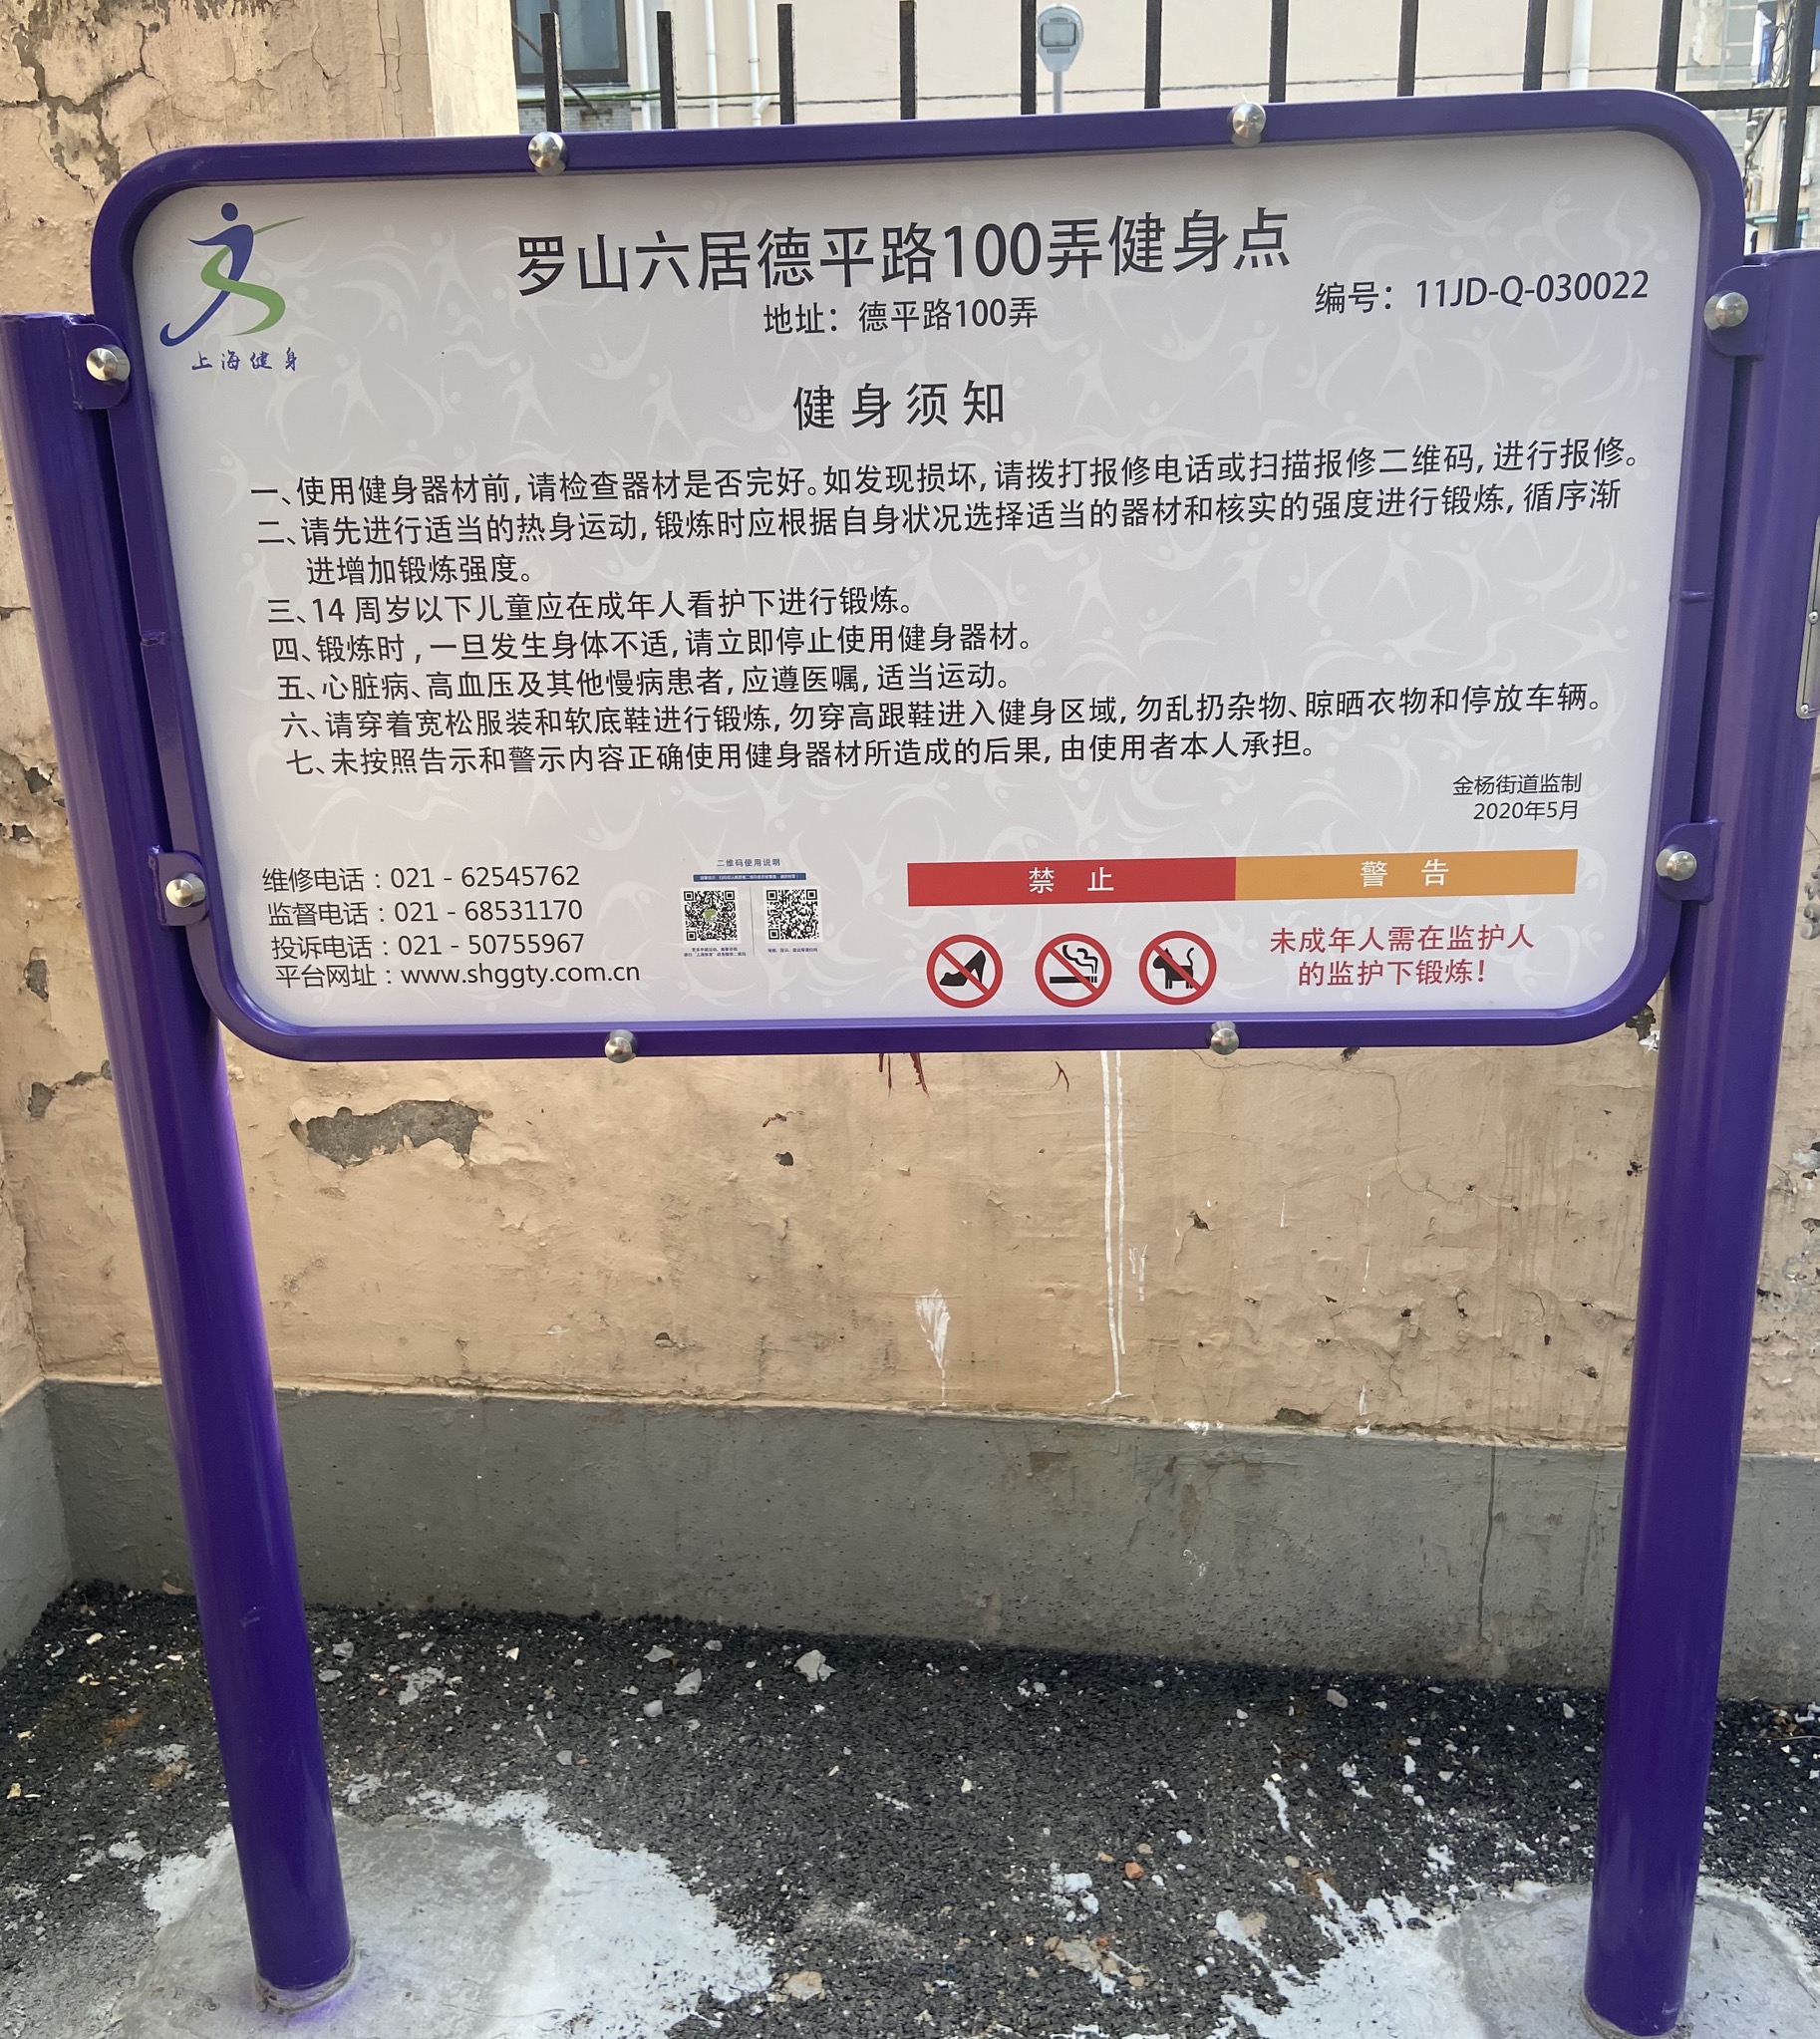 罗山六居德平路100弄健身点
地址：德平路100弄
编号：11JD-Q-030022
上海健身
健身须知
一、使用健身器材前，请检查器材是否完好。如发现损坏，请拨打报修电话或扫描报修二维码，进行报修。
二、请先进行适当的热身运动，锻炼时应根据自身状况选择适当的器材和核实的强度进行锻炼，循序渐
进增加锻炼强度。
三、14 周岁以下儿童应在成年人看护下进行锻炼。
四、锻炼时，一旦发生身体不适，请立即停止使用健身器材。
五、心脏病、高血压及其他慢病患者，应遵医嘱，适当运动。
六、请穿着宽松服装和软底鞋进行锻炼，勿穿高跟鞋进入健身区域，勿乱扔杂物、晾晒衣物和停放车辆。
七、未按照告示和警示内容正确使用健身器材所造成的后果，由使用者本人承担。
金杨街道监制
2020年5月
维修电话：021 - 62545762
监督电话：021 - 68531170
投诉电话：021 - 50755967
平台网址：www.shggty.com.cn
二维码使用说明
禁 止
警 告
未成年人需在监护人
的监护下锻炼！